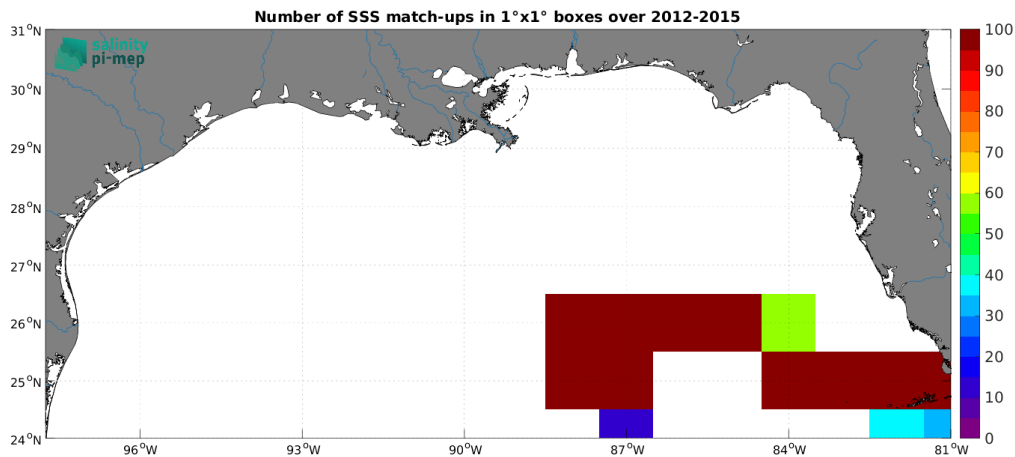 Number of SSS match-ups in 1°x1° boxes over 2012-2015
salinity
pi-mep
31°N
30°N
29°N
28°N
27°N
26°N
25°N
24°N
96°W
93°W
90°W
87°W
84°W
81°W
100
90
80
70
60
50
40
30
20
10
0